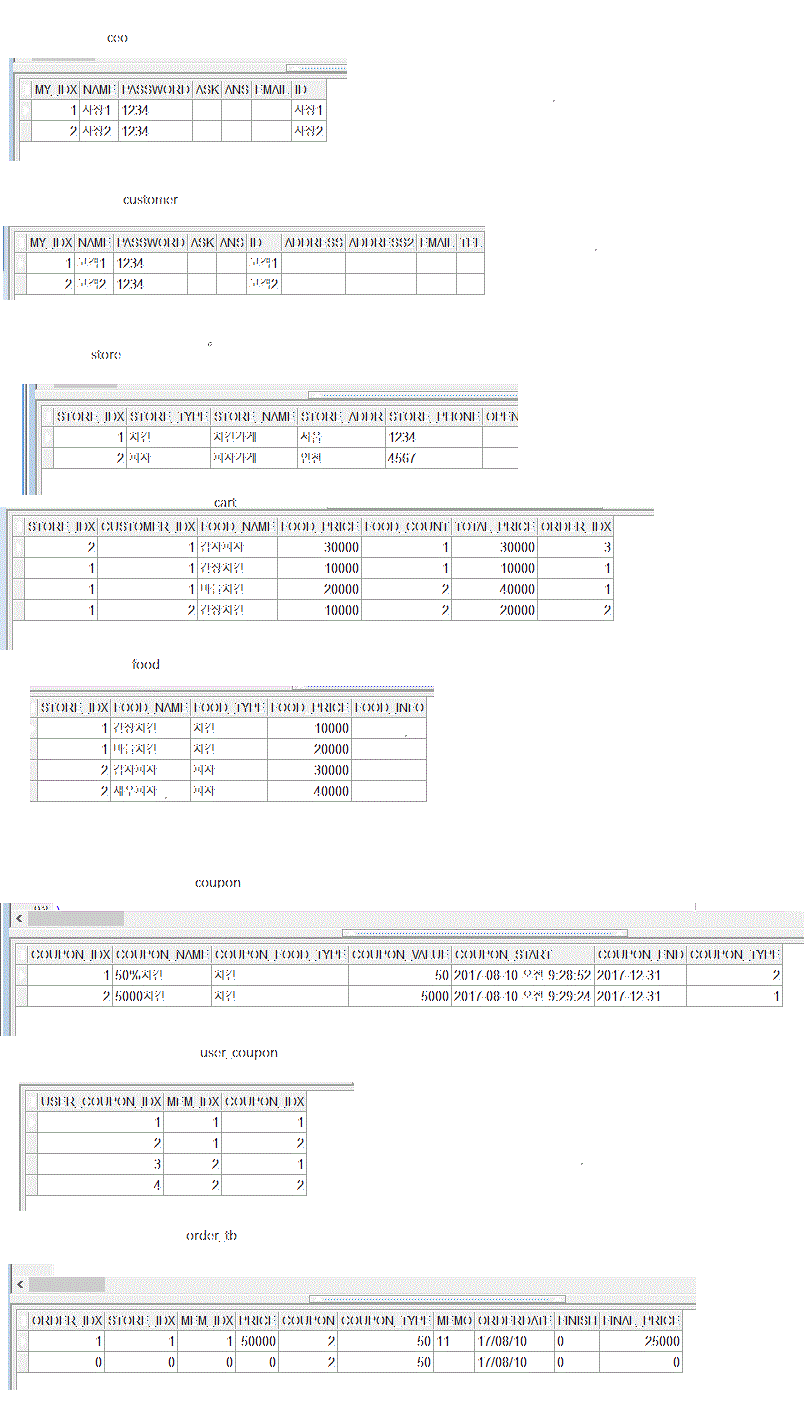 ceo
MY_IDX NAME PASSWORD ASK ANS EMAIL ID
1 사장1 1234 사장1
2 사장2 1234 사장2
customer
MY_IDX NAME PASSWORD ASK ANS ID ADDRESS ADDRESS2 EMAIL TEL
1 고객1 1234 고객1
2 고객2 1234 고객2
store
STORE_IDX STORE_TYPE STORE_NAME STORE_ADDR STORE_PHONE OPEN
1 치킨 치킨가게 서울 1234
2 피자 피자가게 인천 4567
cart
STORE_IDX CUSTOMER_IDX FOOD_NAME FOOD_PRICE FOOD_COUNT TOTAL_PRICE ORDER_IDX
2 1 감자피자 30000 1 30000 3
1 1 간장치킨 10000 1 10000 1
1 1 매운치킨 20000 2 40000 1
1 2 간장치킨 10000 2 20000 2
food
STORE_IDX FOOD_NAME FOOD_TYPE FOOD_PRICE FOOD_INFO
1 간장치킨 치킨 10000
1 매운치킨 치킨 20000
2 감자피자 피자 30000
2 새우피자 피자 40000
coupon
COUPON_IDX COUPON_NAME COUPON_FOOD_TYPE COUPON_VALUE COUPON_START COUPON_END COUPON_TYPE
1 50%치킨 치킨 50 2017-08-10 오전 9:28:52 2017-12-31 2
2 5000치킨 치킨 5000 2017-08-10 오전 9:29:24 2017-12-31 1
user_coupon
USER_COUPON_IDX MEM_IDX COUPON_IDX
1 1 1
2 1 2
3 2 1
4 2 2
order_tb
ORDER_IDX STORE_IDX MEM_IDX PRICE COUPON COUPON_TYPE MEMO ORDERDATE FINISH FINAL_PRICE
1 1 1 50000 2 50 11 17/08/10 0 25000
0 0 0 0 2 50 17/08/10 0 0